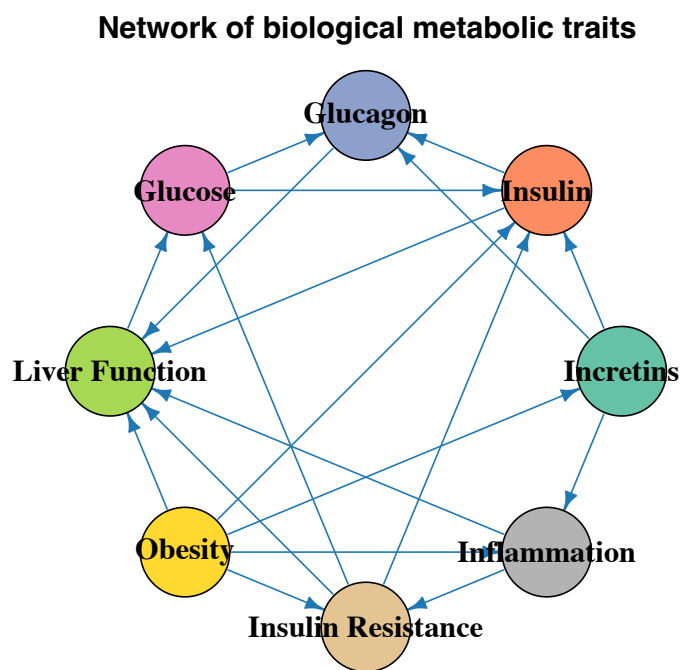 Network of biological metabolic traits
Glucagon
Glucose
Insulin
Liver Function
Incretins
Obesity
Inflammation
Insulin Resistance